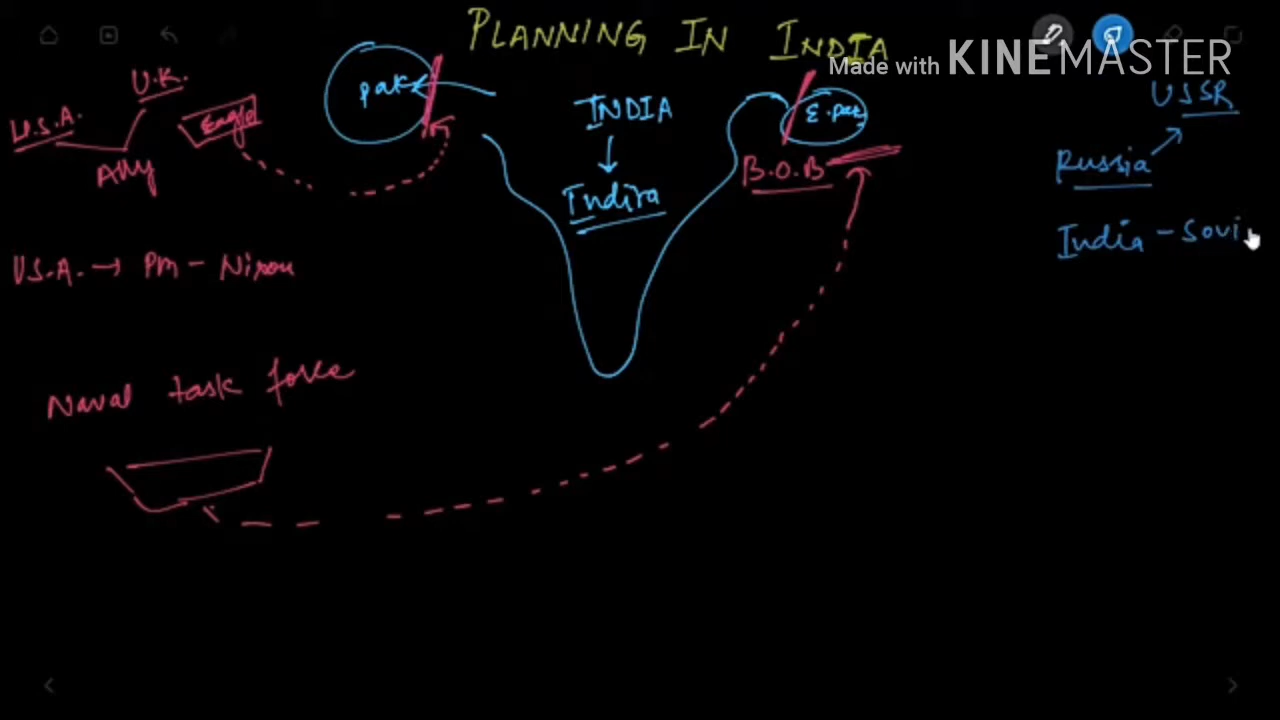 PLANNING IN INDIA
Made with KINEMASTER
U.K.
U.S.A.
Eagle
Ally
pak
INDIA
Indira
E.pak
B.O.B
USSR
Russia
India - Sovi
U.S.A. → PM - Nixon
Naval task force